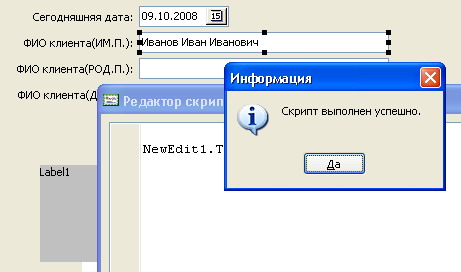 Сегодняшняя дата: 09.10.2008 15
ФИО клиента(ИМ.П.): Иванов Иван Иванович
ФИО клиента(РОД.П.):
Информация
ФИО клиента(Д
Редактор скрип
Скрипт выполнен успешно.
NewEdit1.T
Да
Label1